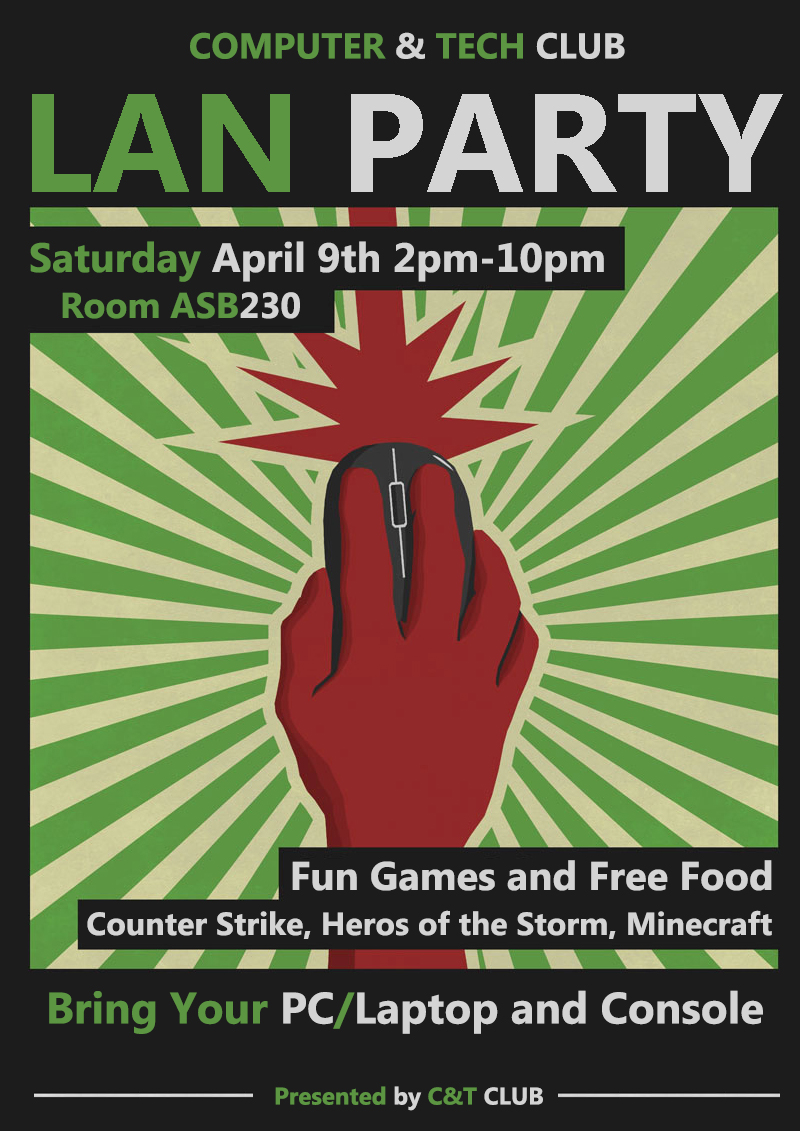 COMPUTER & TECH CLUB
LAN PARTY
Saturday April 9th 2pm-10pm
Room ASB230
Fun Games and Free Food
Counter Strike, Heros of the Storm, Minecraft
Bring Your PC/Laptop and Console
Presented by C&T CLUB